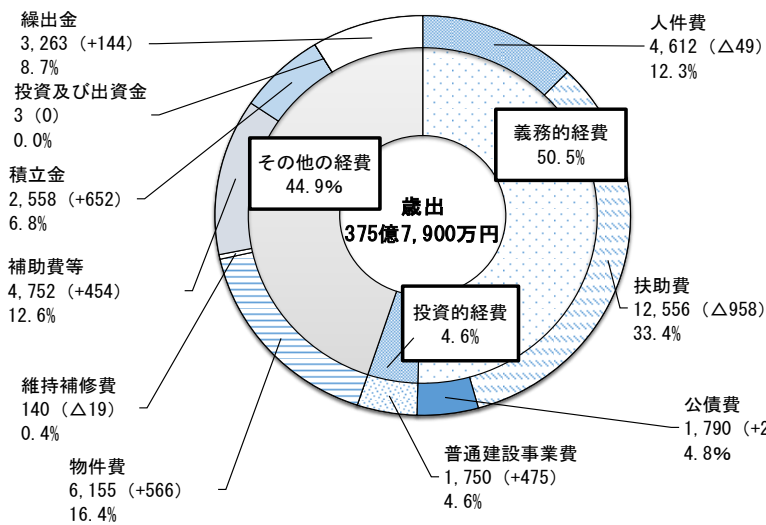 繰出金
3,263（+144）
8.7%
投資及び出資金
3（0）
0.0%
積立金
2,558（+652）
6.8%
補助費等
4,752（+454）
12.6%
維持補修費
140（△19）
0.4%
物件費
6,155（+566）
16.4%
人件費
4,612（△49）
12.3%
義務的経費
50.5%
その他の経費
44.9%
歳出
375億7,900万円
投資的経費
4.6%
扶助費
12,556（△958）
33.4%
公債費
1,790（+2
4.8%
普通建設事業費
1,750（+475）
4.6%